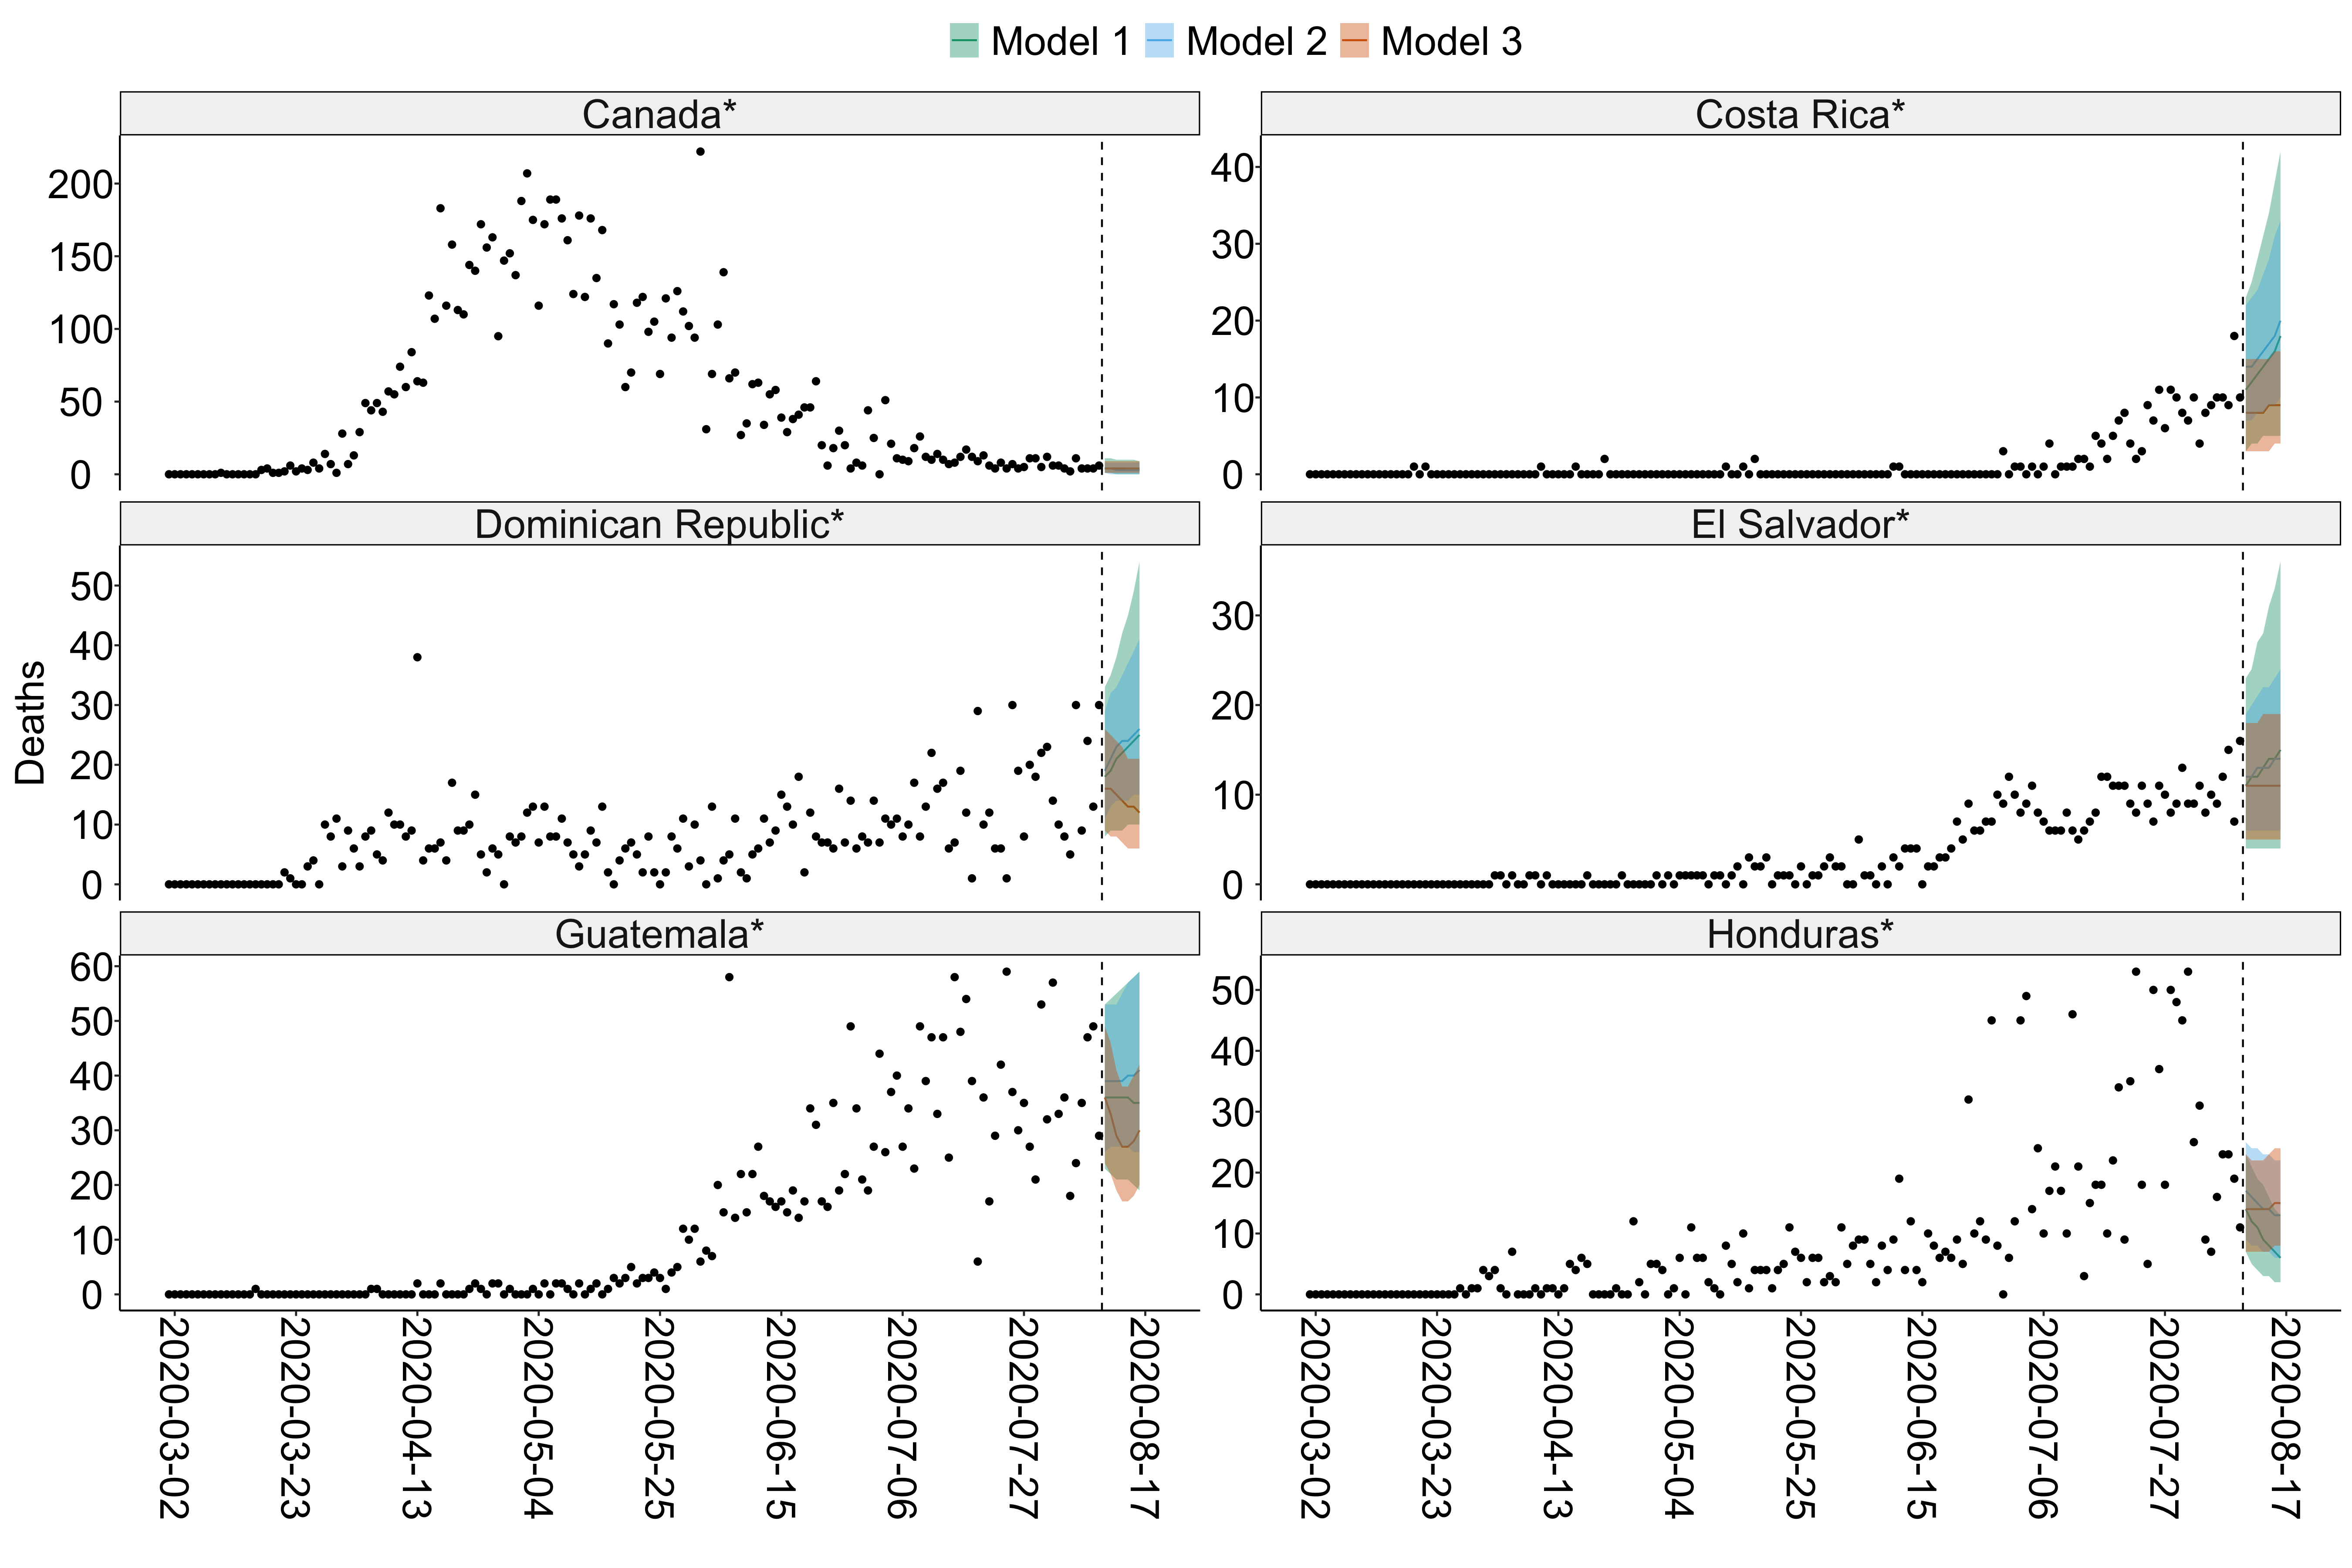 Model 1 Model 2 Model 3
Canada* Costa Rica*
200 40
150 30
100 20
50 10
0 0
Dominican Republic* El Salvador*
50 30
40 20
30 10
20 0
10
0
Deaths
Guatemala* Honduras*
60 50
50 40
40 30
30 20
20 10
10 0
0
2020-03-02 2020-03-23 2020-04-13 2020-05-04 2020-05-25 2020-06-15 2020-07-06 2020-07-27 2020-08-17
2020-03-02 2020-03-23 2020-04-13 2020-05-04 2020-05-25 2020-06-15 2020-07-06 2020-07-27 2020-08-17